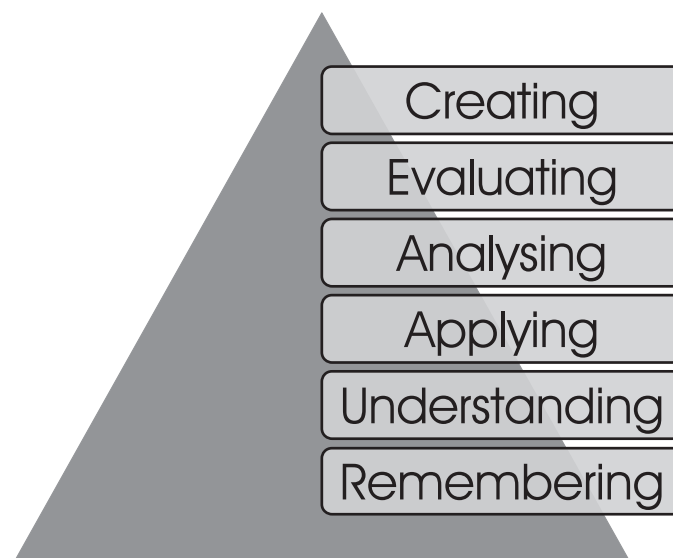 Creating
Evaluating
Analysing
Applying
Understanding
Remembering